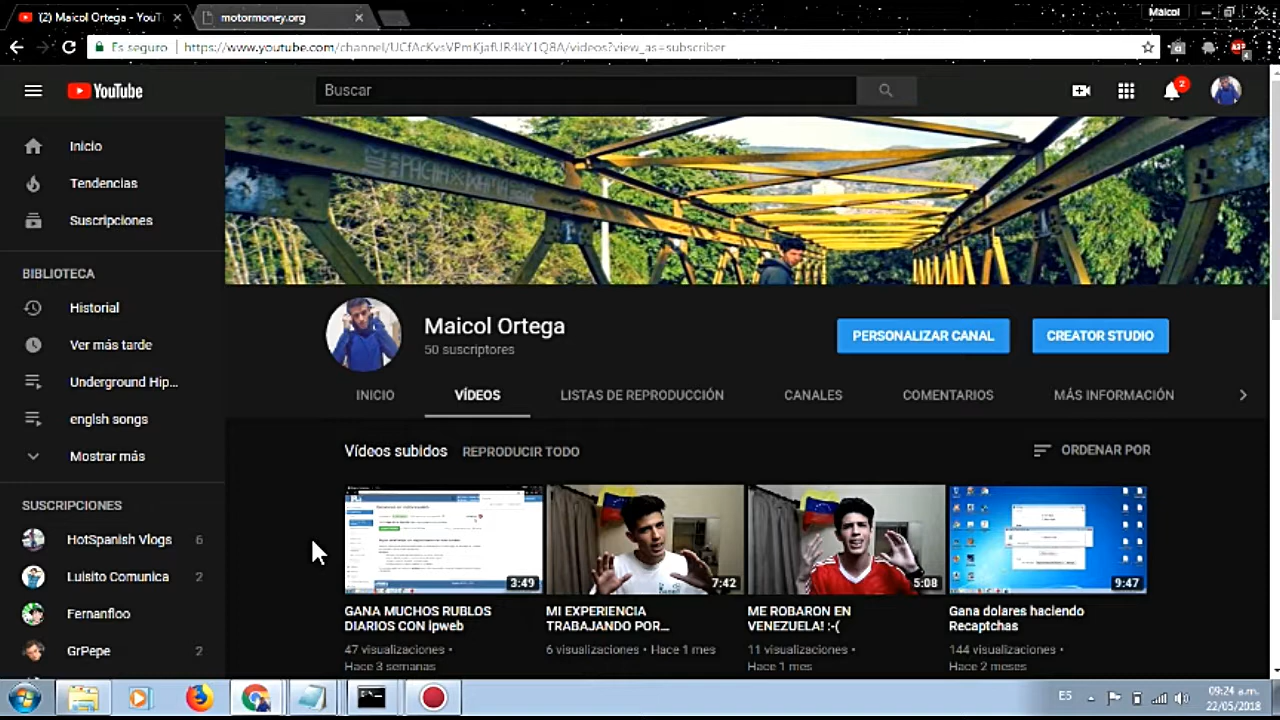 (2) Maicol Ortega - YouT
motormoney.org
Maicol
Es seguro
https://www.youtube.com/channel/UCfAcKvsVPmKjafUR4kY1Q8A/videos?view_as=subscriber
YouTube
Buscar
2
Inicio
Tendencias
Suscripciones
BIBLIOTECA
Historial
Ver más tarde
Underground Hip...
englsh songs
Mostrar más
SUSCRIPCIONES
HotSpanish Vlogs 6
Luisito Comunica 2
Fernanfloo
GrPepe 2
Maicol Ortega
50 suscriptores
PERSONALIZAR CANAL
CREATOR STUDIO
INICIO
VÍDEOS
LISTAS DE REPRODUCCIÓN
CANALES
COMENTARIOS
MÁS INFORMACIÓN
Vídeos subidos
REPRODUCIR TODO
ORDENAR POR
3:49
GANA MUCHOS RUBLOS
DIARIOS CON ipweb
47 visualizaciones •
Hace 3 semanas
7:42
MI EXPERIENCIA
TRABAJANDO POR...
6 visualizaciones • Hace 1 mes
5:08
ME ROBARON EN
VENEZUELA! :-(
11 visualizaciones •
Hace 1 mes
9:47
Gana dolares haciendo
Recaptchas
144 visualizaciones •
Hace 2 meses
ES
09:24 a.m.
22/05/2018